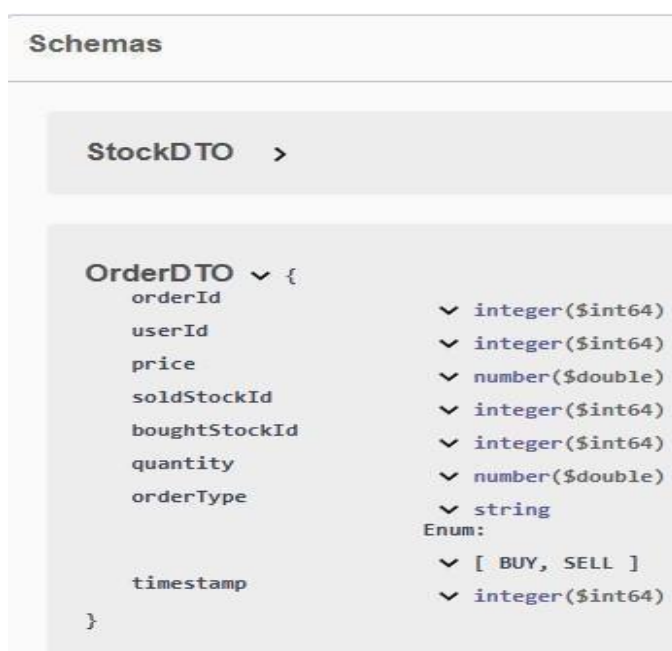 Schemas
StockDTO >
OrderDTO {
orderId integer($int64)
userId integer($int64)
price number($double)
soldStockId integer($int64)
boughtStockId integer($int64)
quantity number($double)
orderType string
Enum:
[ BUY, SELL ]
timestamp integer($int64)
}